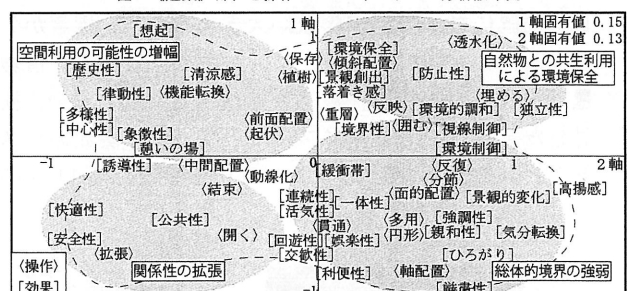 [想起]
1軸
1軸固有値 0.15
2軸固有値 0.13
1
空間利用の可能性の増幅
〈保存〉
[環境保全]
〈透水化〉
自然物との共生利用
による環境保全
[歴史性]
[清涼感]
〈植樹〉
〈傾斜配置〉
[景観創出]
[防止性]
[律動性]
〈機能転換〉
[落着き感]
〈埋める〉
[多様性]
〈前面配置〉
〈重層〉
〈反映〉
[環境的調和]
[独立性]
[中心性]
[象徴性]
〈起伏〉
[境界性]
〈囲む〉
[視線制御]
[憩いの場]
[環境制御]
-1
0
1
2軸
[誘導性]
〈中間配置〉
〈動線化〉
[緩衝帯]
〈反復〉
〈分節〉
〈結束〉
[連続性]
[一体性]
〈面的配置〉
[景観的変化]
[高揚感]
[快適性]
[公共性]
[活気性]
〈貫通〉
〈多用〉
[強調性]
[安全性]
〈開く〉
[回遊性]
[娯楽性]
〈円形〉
[親和性]
[気分転換]
〈拡張〉
[交歓性]
[ひろがり]
〈操作〉
関係性の拡張
[利便性]
〈軸配置〉
総体的境界の強弱
[効果]
-1